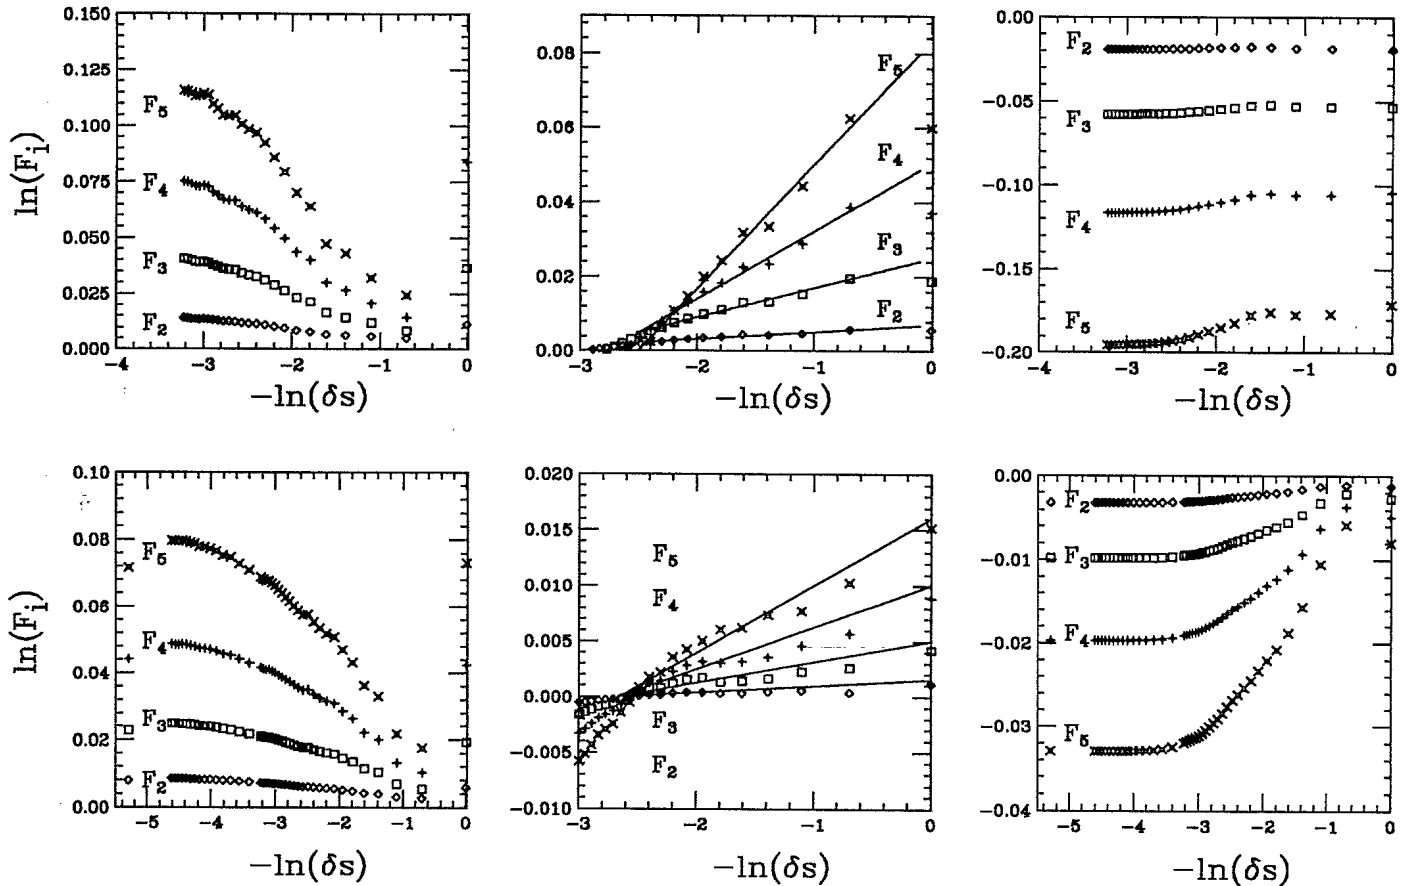 0.150
0.125
0.100
0.075
0.050
0.025
0.000
ln(F_i)
F_5
F_4
F_3
F_2
-4 -3 -2 -1 0
-ln(δs)
0.08
0.06
0.04
0.02
0.00
F_5
F_4
F_3
F_2
-3 -2 -1 0
-ln(δs)
0.00
-0.05
-0.10
-0.15
-0.20
F_2
F_3
F_4
F_5
-4 -3 -2 -1 0
-ln(δs)
0.10
0.08
0.06
0.04
0.02
0.00
ln(F_i)
F_5
F_4
F_3
F_2
-5 -4 -3 -2 -1 0
-ln(δs)
0.020
0.015
0.010
0.005
0.000
-0.005
-0.010
F_5
F_4
F_3
F_2
-3 -2 -1 0
-ln(δs)
0.00
-0.01
-0.02
-0.03
-0.04
F_2
F_3
F_4
F_5
-5 -4 -3 -2 -1 0
-ln(δs)